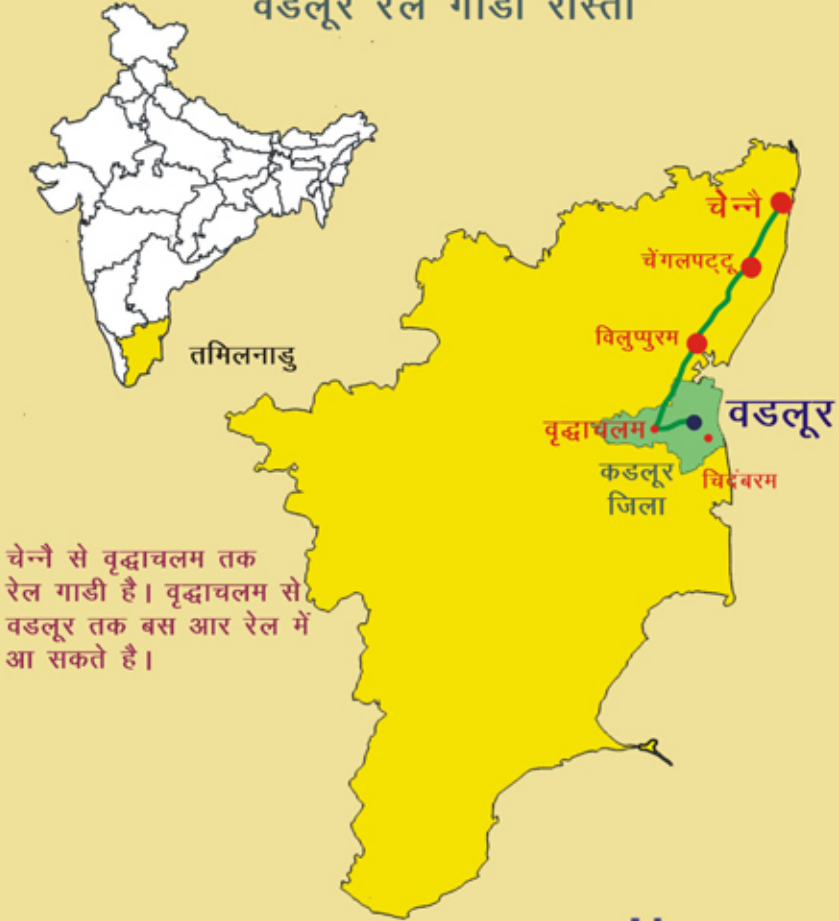 वडलूर रेल गाडी रास्ता
चेन्नै
चेंगलपट्टू
तमिलनाडु
विलुप्पुरम
वडलूर
वृद्धाचलम
कडलूर
जिला
चिदंबरम
चेन्नै से वृद्धाचलम तक
रेल गाडी है। वृद्धाचलम से
वडलूर तक बस आर रेल में
आ सकते है।